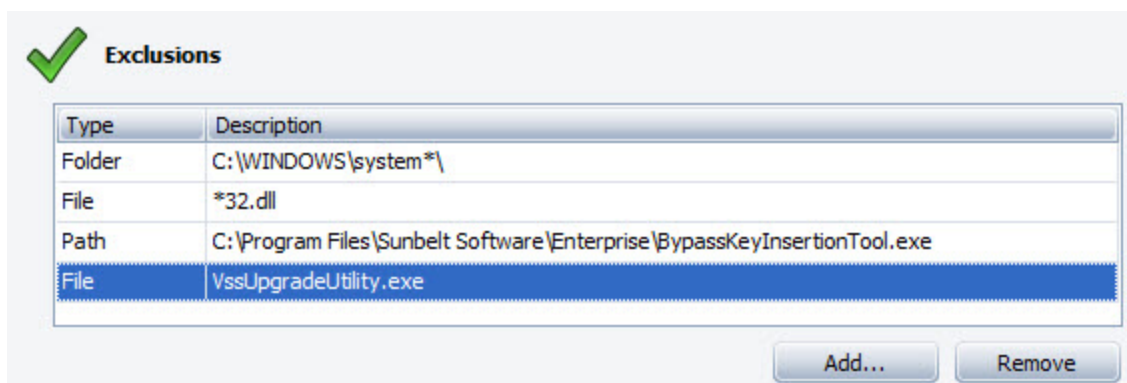 Exclusions
Type Description
Folder C:\WINDOWS\system*\
File *32.dll
Path C:\Program Files\Sunbelt Software\Enterprise\BypassKeyInsertionTool.exe
File VssUpgradeUtility.exe
Add... Remove